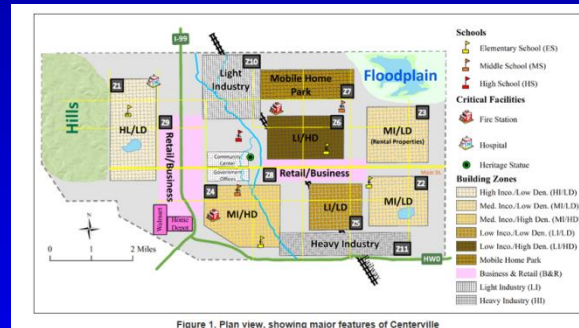 I-99
Z10
Light
Industry
Mobile Home
Park
Z7
Floodplain
Z1
Hills
HI/LD
Z9
Retail/Business
Z6
LI/HD
Z3
MI/LD
(Rental Properties)
Community
Center
Government
Offices
Z8
Retail/Business
Main St.
Z4
MI/HD
LI/LD
Z5
MI/LD
Z2
Walmart
Home
Depot
Heavy Industry
Z11
HW0
Railway
N
0 1 2 Miles
Schools
Elementary School (ES)
Middle School (MS)
High School (HS)
Critical Facilities
Fire Station
Hospital
Heritage Statue
Building Zones
High Inco./Low Den. (HI/LD)
Med. Inco./Low Den. (MI/LD)
Med. Inco./High Den. (MI/HD)
Low Inco./Low Den. (LI/LD)
Low Inco./High Den. (LI/HD)
Mobile Home Park
Business & Retail (B&R)
Light Industry (LI)
Heavy Industry (HI)
Figure 1. Plan view, showing major features of Centerville